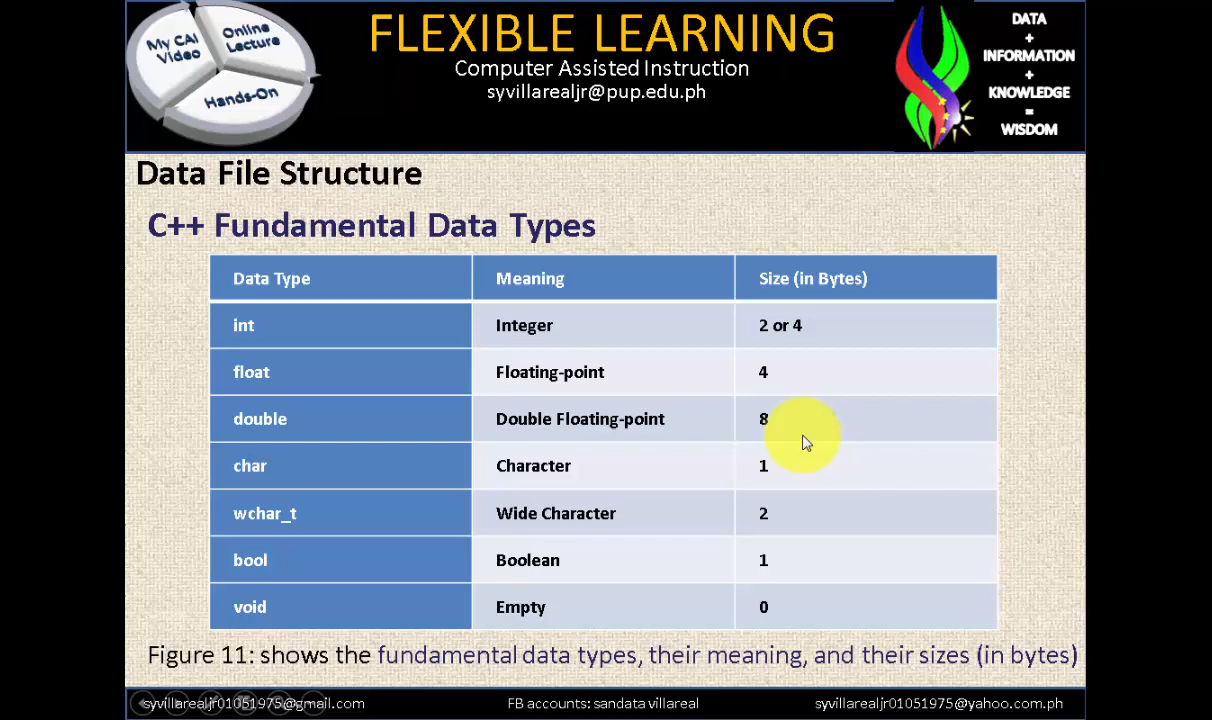 My CAI
Video
Online
Lecture
Hands-On
FLEXIBLE LEARNING
Computer Assisted Instruction
syvillarealjr@pup.edu.ph
DATA
+
INFORMATION
+
KNOWLEDGE
=
WISDOM
Data File Structure
C++ Fundamental Data Types
Data Type Meaning Size (in Bytes)
int Integer 2 or 4
float Floating-point 4
double Double Floating-point 8
char Character 1
wchar_t Wide Character 2
bool Boolean 1
void Empty 0
Figure 11: shows the fundamental data types, their meaning, and their sizes (in bytes)
syvillarealjr01051975@gmail.com FB accounts: sandata villareal syvillarealjr01051975@yahoo.com.ph